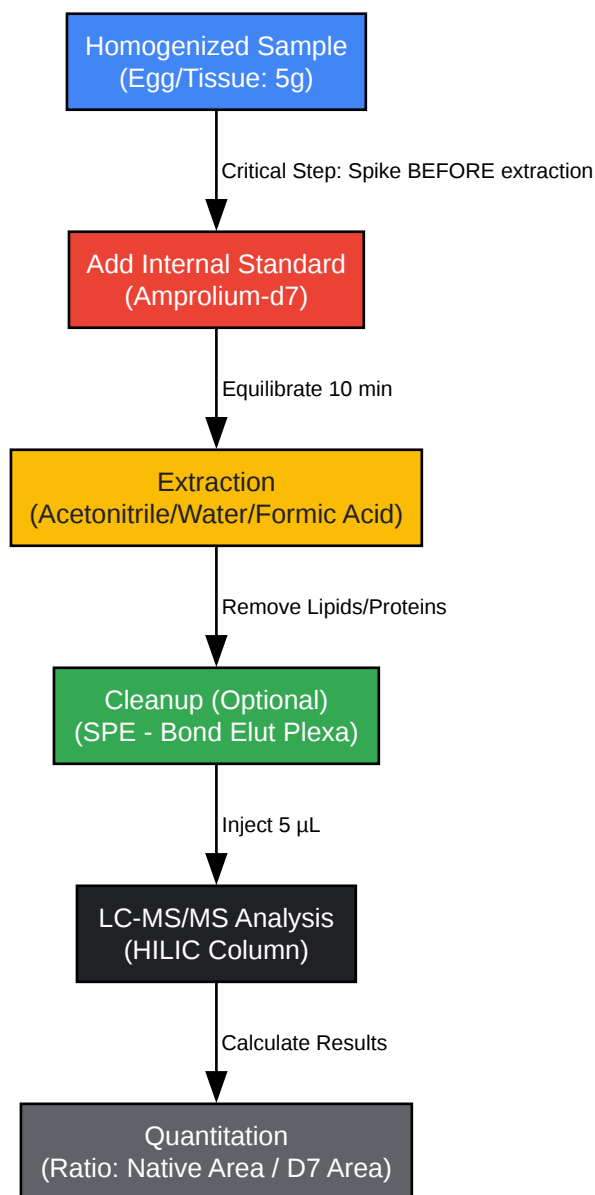 Homogenized Sample
(Egg/Tissue: 5g)
Critical Step: Spike BEFORE extraction
Add Internal Standard
(Amprolium-d7)
Equilibrate 10 min
Extraction
(Acetonitrile/Water/Formic Acid)
Remove Lipids/Proteins
Cleanup (Optional)
(SPE - Bond Elut Plexa)
Inject 5 µL
LC-MS/MS Analysis
(HILIC Column)
Calculate Results
Quantitation
(Ratio: Native Area / D7 Area)